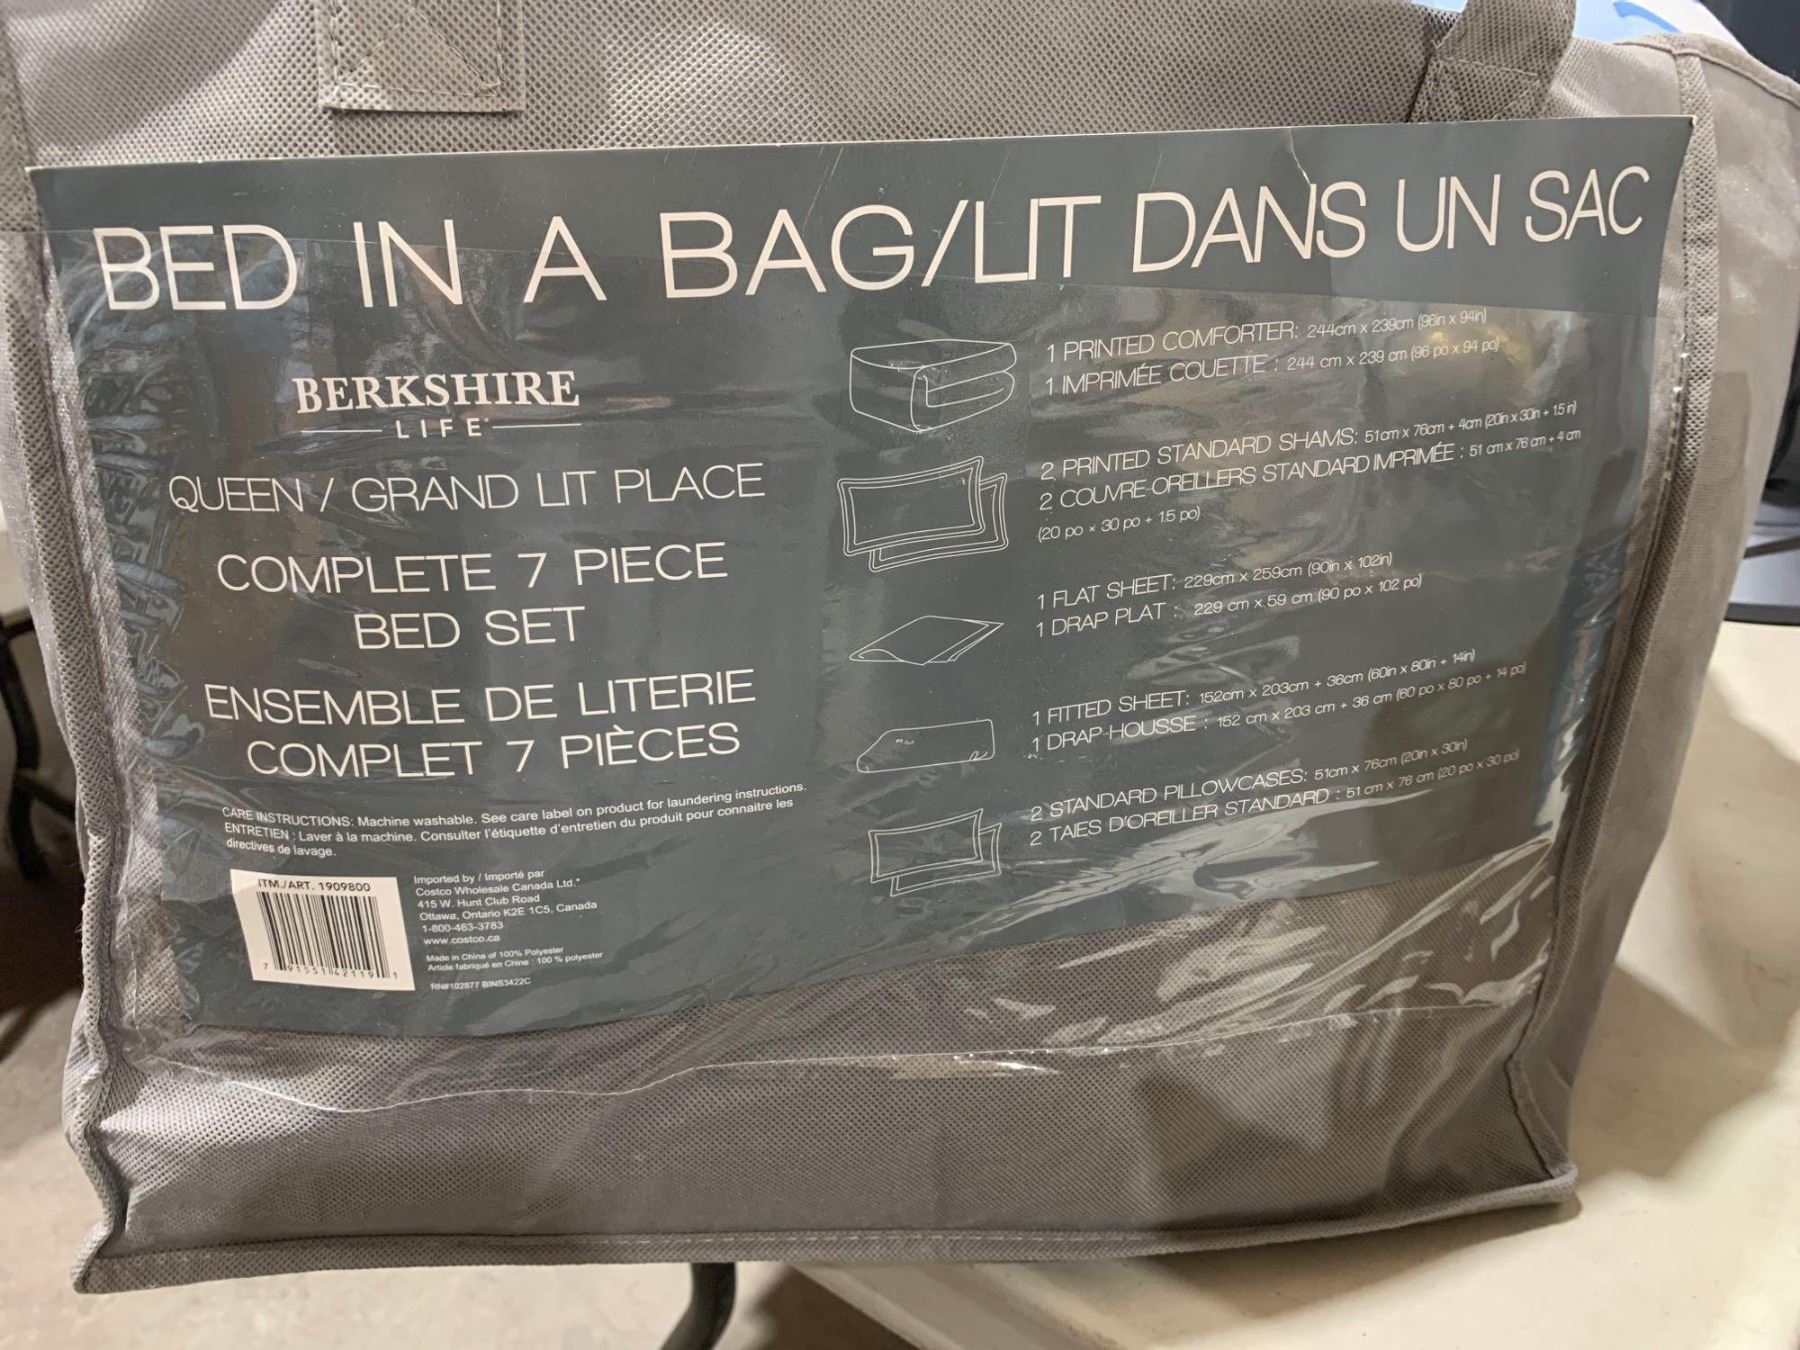 BED IN A BAG/LIT DANS UN SAC
BERKSHIRE
LIFE
QUEEN / GRAND LIT PLACE
COMPLETE 7 PIECE
BED SET
ENSEMBLE DE LITERIE
COMPLET 7 PIÈCES
CARE INSTRUCTIONS: Machine washable. See care label on product for laundering instructions.
ENTRETIEN : Laver à la machine. Consulter l'étiquette d'entretien du produit pour connaitre les
directives de lavage.
ITM./ART. 1909800
7 91551 42119 1
Imported by / Importé par
Costco Wholesale Canada Ltd.*
415 W. Hunt Club Road
Ottawa, Ontario K2E 1C5, Canada
1-800-463-3783
www.costco.ca
Made in China of 100% Polyester
Article fabriqué en Chine : 100 % polyester
RN#102877 BINS3422C
1 PRINTED COMFORTER: 244cm x 239cm (96in x 94in)
1 IMPRIMÉE COUETTE : 244 cm x 239 cm (96 po x 94 po)
2 PRINTED STANDARD SHAMS: 51cm x 76cm + 4cm (20in x 30in + 1.5 in)
2 COUVRE-OREILLERS STANDARD IMPRIMÉE : 51 cm x 76 cm + 4 cm
(20 po × 30 po + 1.5 po)
1 FLAT SHEET: 229cm x 259cm (90in x 102in)
1 DRAP PLAT : 229 cm x 59 cm (90 po x 102 po)
1 FITTED SHEET: 152cm x 203cm + 36cm (60in x 80in + 14in)
1 DRAP-HOUSSE : 152 cm x 203 cm + 36 cm (60 po x 80 po + 14 po)
2 STANDARD PILLOWCASES: 51cm x 76cm (20in x 30in)
2 TAIES D'OREILLER STANDARD : 51 cm x 76 cm (20 po x 30 po)